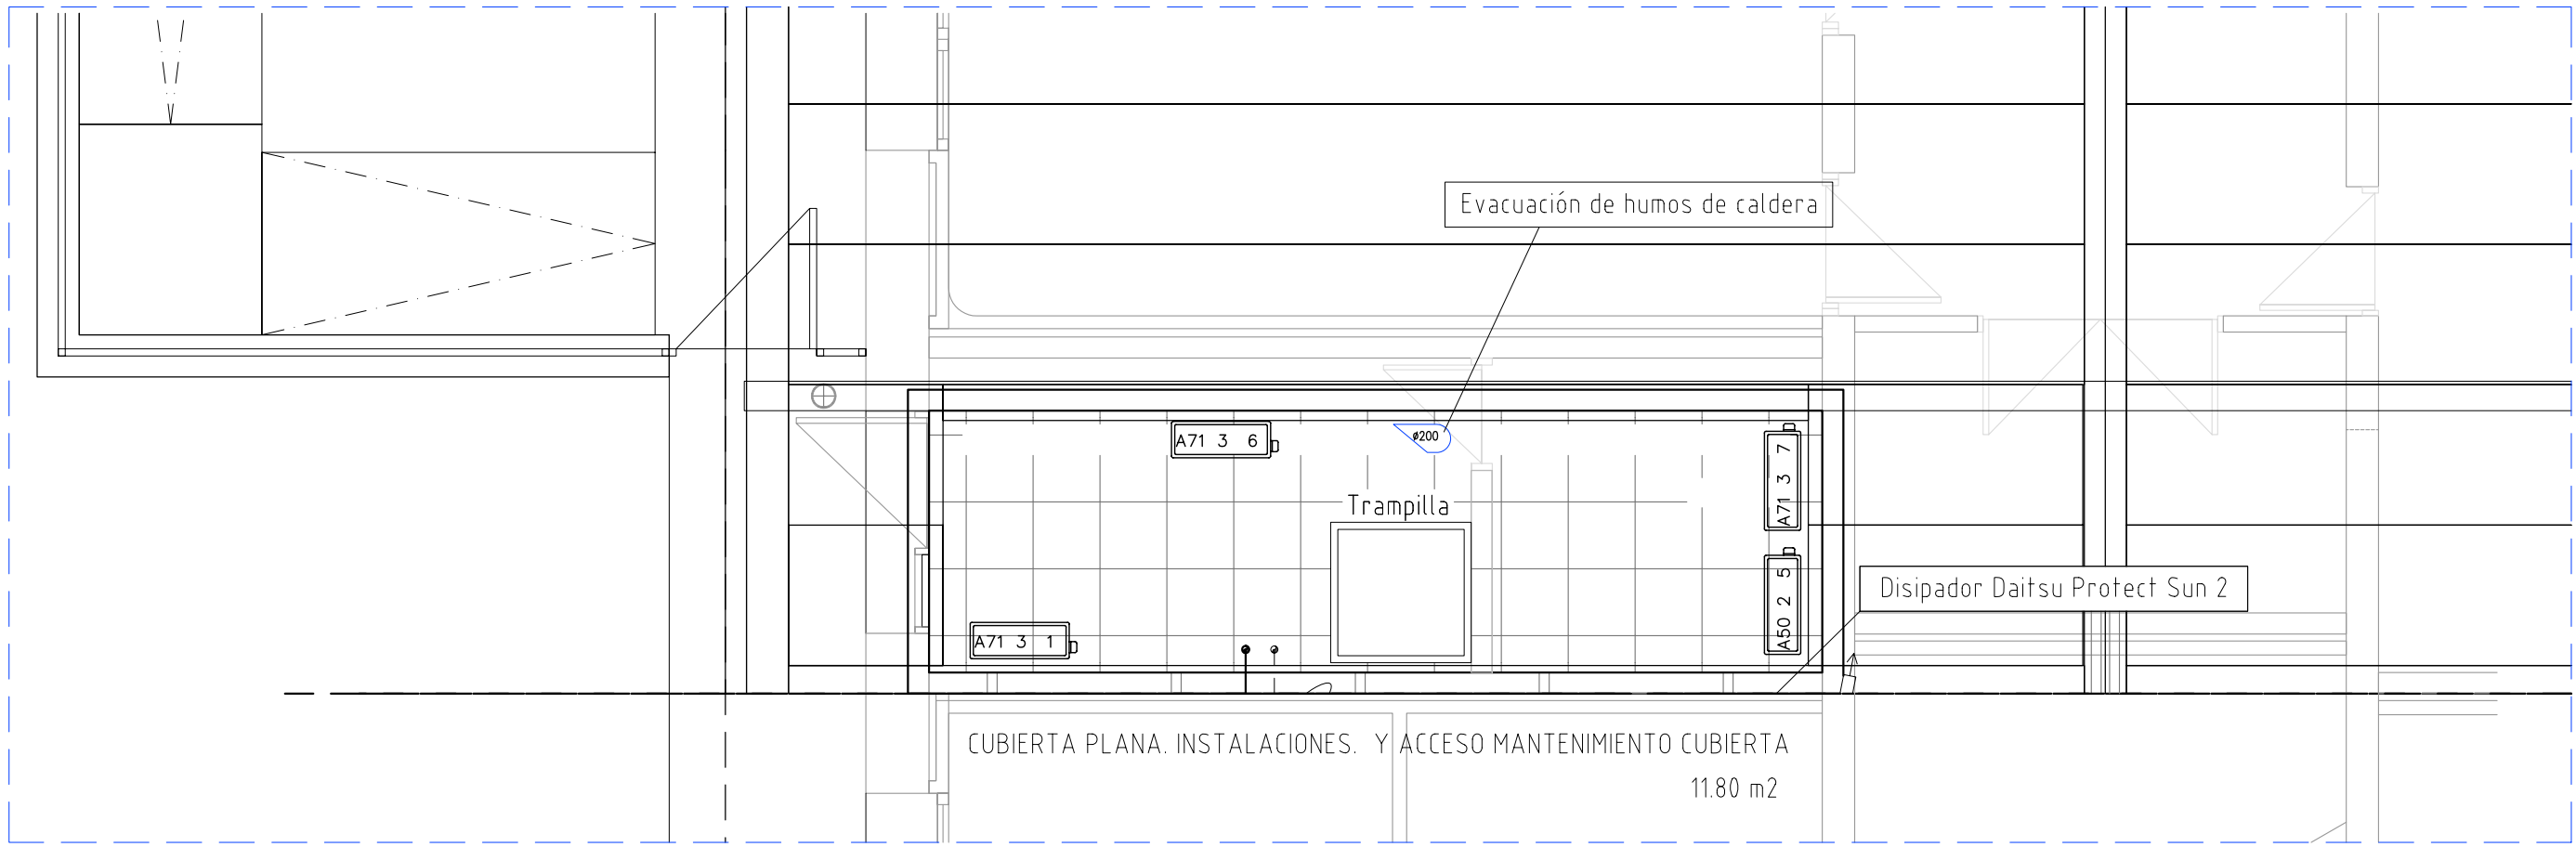 Evacuación de humos de caldera
A71 3 6
ø200
A71 3 7
Trampilla
A50 2 5
Disipador Daitsu Protect Sun 2
A71 3 1
CUBIERTA PLANA. INSTALACIONES. Y ACCESO MANTENIMIENTO CUBIERTA
11.80 m2